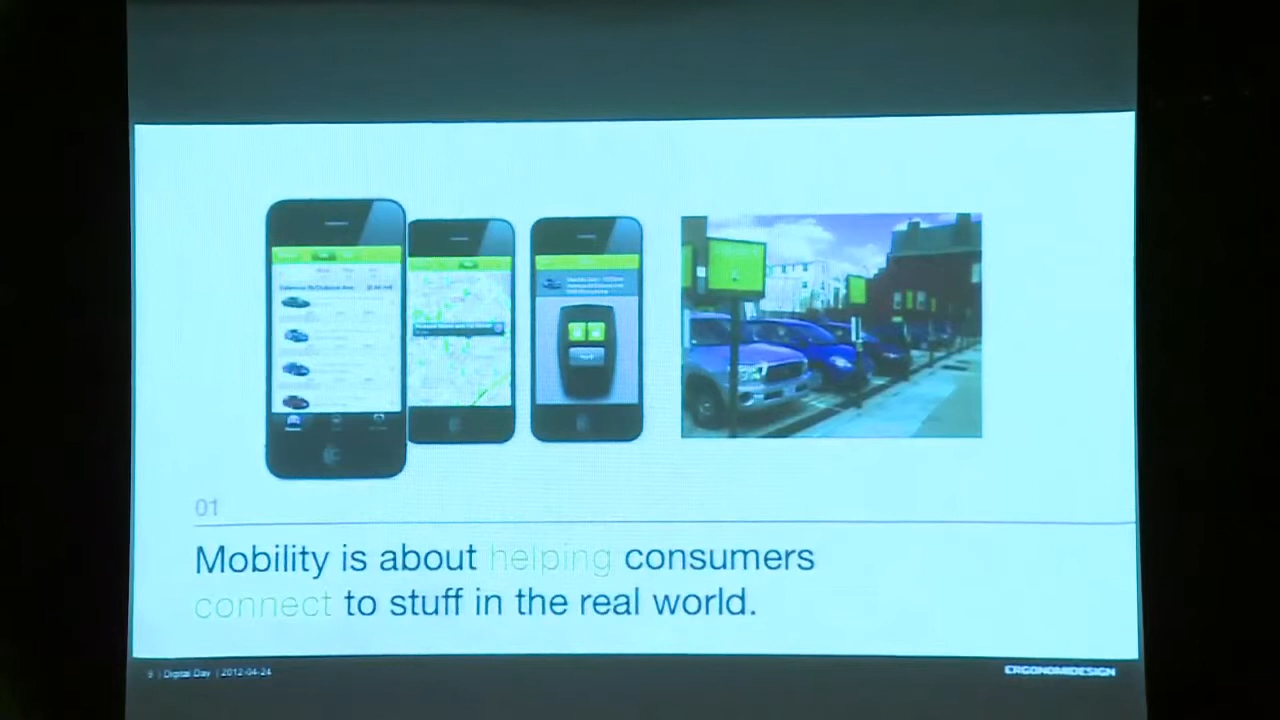 01
Mobility is about helping consumers
connect to stuff in the real world.
Digital Day | 2012-04-24
ERGONOMIDESIGN